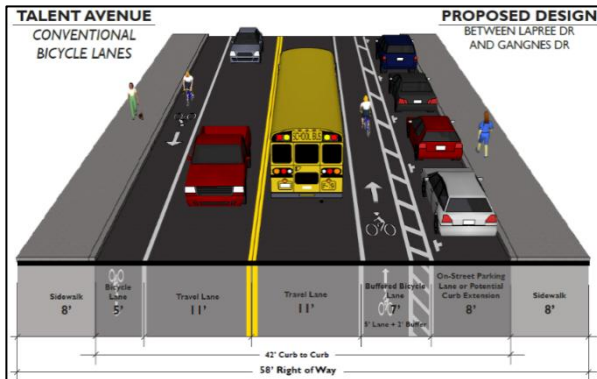 TALENT AVENUE
CONVENTIONAL
BICYCLE LANES
PROPOSED DESIGN
BETWEEN LAPREE DR
AND GANGNES DR
SCHOOL BUS
Sidewalk
8'
Bicycle
Lane
5'
Travel Lane
11'
Travel Lane
11'
Buffered Bicycle
Lane
7'
5' Lane + 2' Buffer
On-Street Parking
Lane or Potential
Curb Extension
8'
Sidewalk
8'
42' Curb to Curb
58' Right of Way